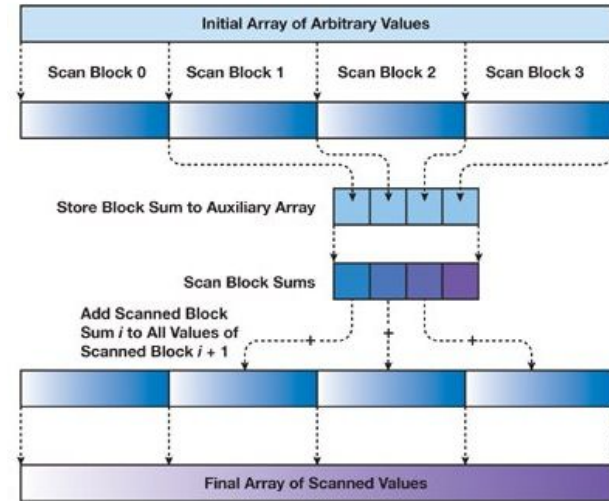 Initial Array of Arbitrary Values
Scan Block 0 Scan Block 1 Scan Block 2 Scan Block 3
Store Block Sum to Auxiliary Array
Scan Block Sums
Add Scanned Block
Sum i to All Values of
Scanned Block i + 1
+ + +
Final Array of Scanned Values